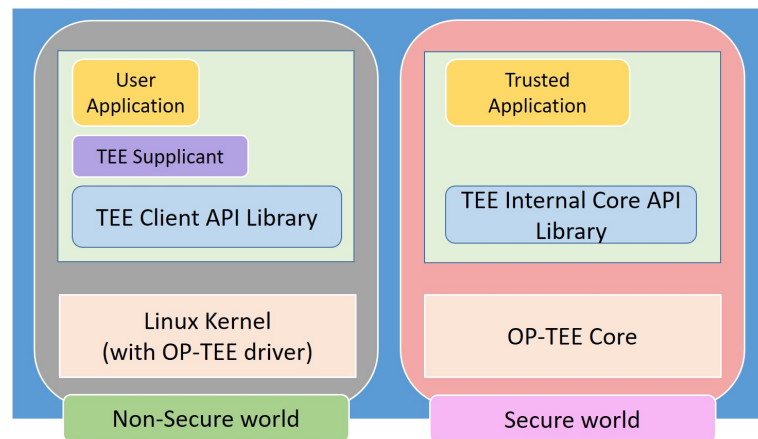 User
Application
TEE Supplicant
TEE Client API Library
Linux Kernel
(with OP-TEE driver)
Non-Secure world
Trusted
Application
TEE Internal Core API
Library
OP-TEE Core
Secure world